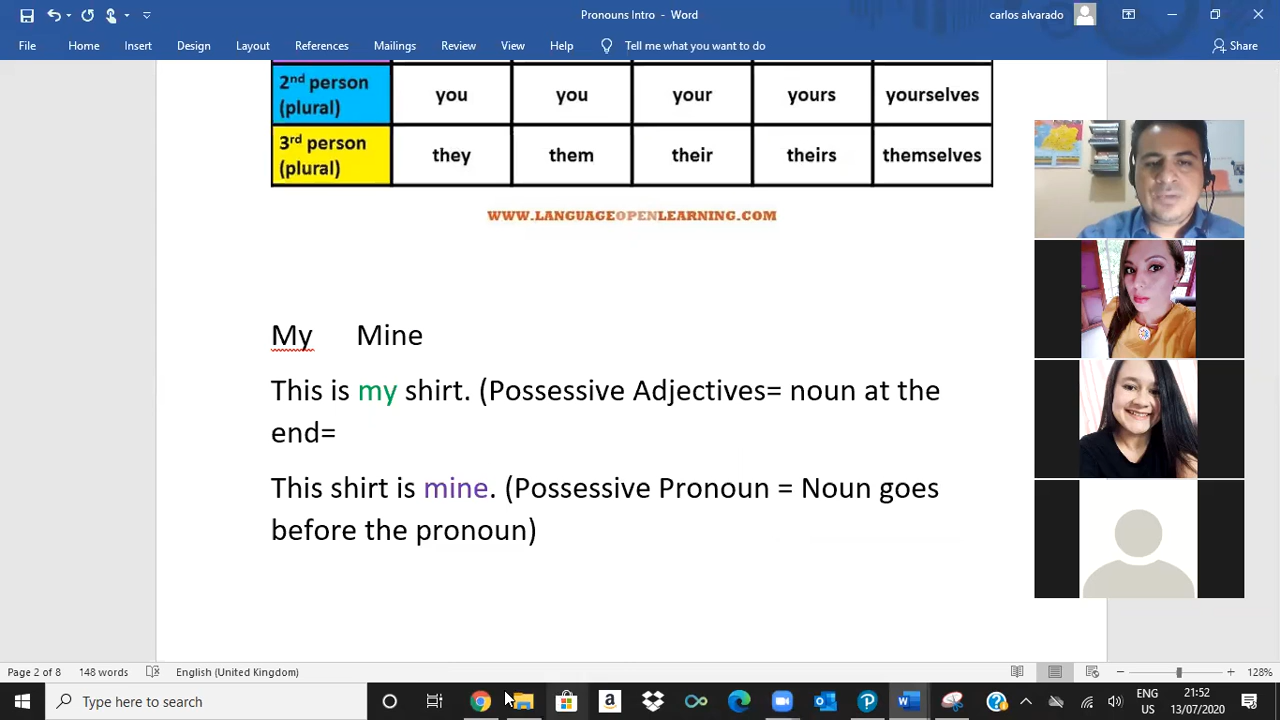 Pronouns Intro - Word
carlos alvarado
File Home Insert Design Layout References Mailings Review View Help Tell me what you want to do Share
2nd person (plural) you you your yours yourselves
3rd person (plural) they them their theirs themselves
WWW.LANGUAGEOPENLEARNING.COM
My Mine
This is my shirt. (Possessive Adjectives= noun at the
end=
This shirt is mine. (Possessive Pronoun = Noun goes
before the pronoun)
Page 2 of 8 148 words English (United Kingdom) 128%
Type here to search
ENG
US
21:52
13/07/2020